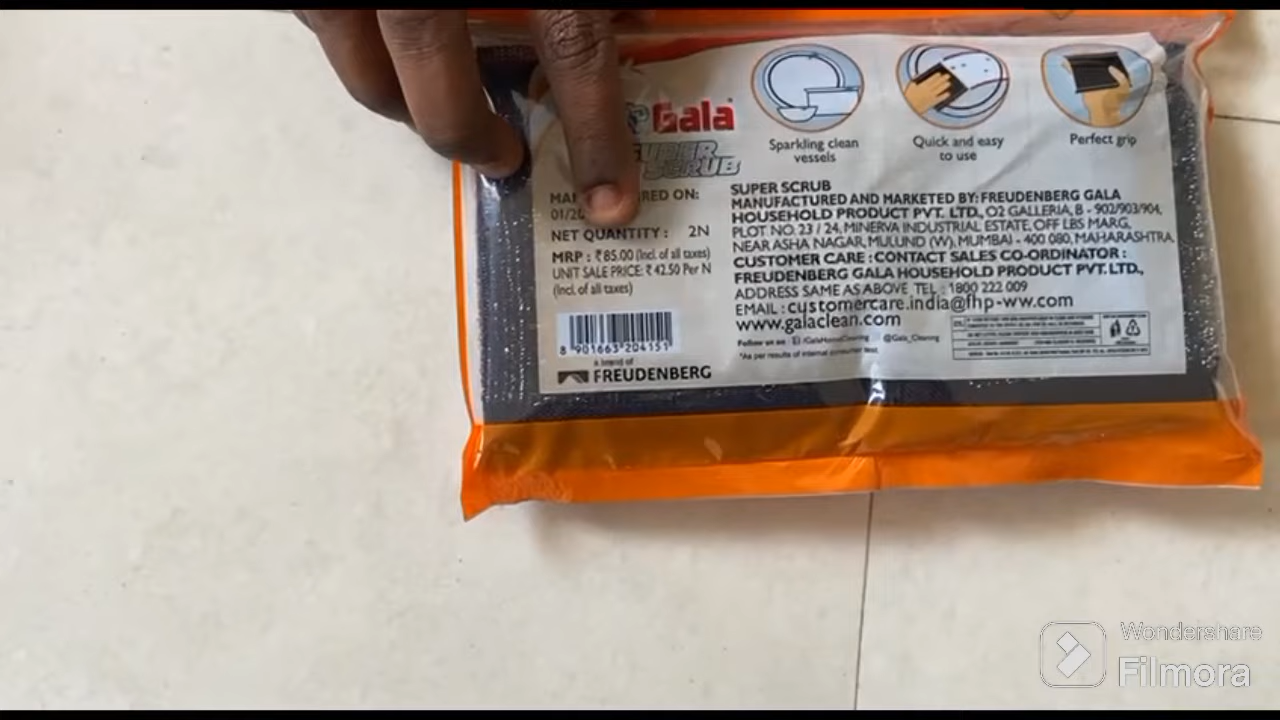 Gala
SUPER
SCRUB
Sparkling clean
vessels
Quick and easy
to use
Perfect grip
ON:
01/20
NET QUANTITY : 2N
MRP : ₹85.00 (Incl. of all taxes)
UNIT SALE PRICE: ₹ 42.50 Per N
(Incl. of all taxes)
8 901663 204151
a brand of
FREUDENBERG
SUPER SCRUB
MANUFACTURED AND MARKETED BY: FREUDENBERG GALA
HOUSEHOLD PRODUCT PVT. LTD., O2 GALLERIA, B - 902/903/904,
PLOT NO. 23 / 24, MINERVA INDUSTRIAL ESTATE, OFF LBS MARG,
NEAR ASHA NAGAR, MULUND (W), MUMBAI - 400 080, MAHARASHTRA
CUSTOMER CARE : CONTACT SALES CO-ORDINATOR :
FREUDENBERG GALA HOUSEHOLD PRODUCT PVT. LTD.,
ADDRESS SAME AS ABOVE TEL : 1800 222 009
EMAIL : customercare.india@fhp-ww.com
www.galaclean.com
Follow us on /GalaHomeCleaning @Gala_Cleaning
*As per results of internal consumer test.
Wondershare
Filmora